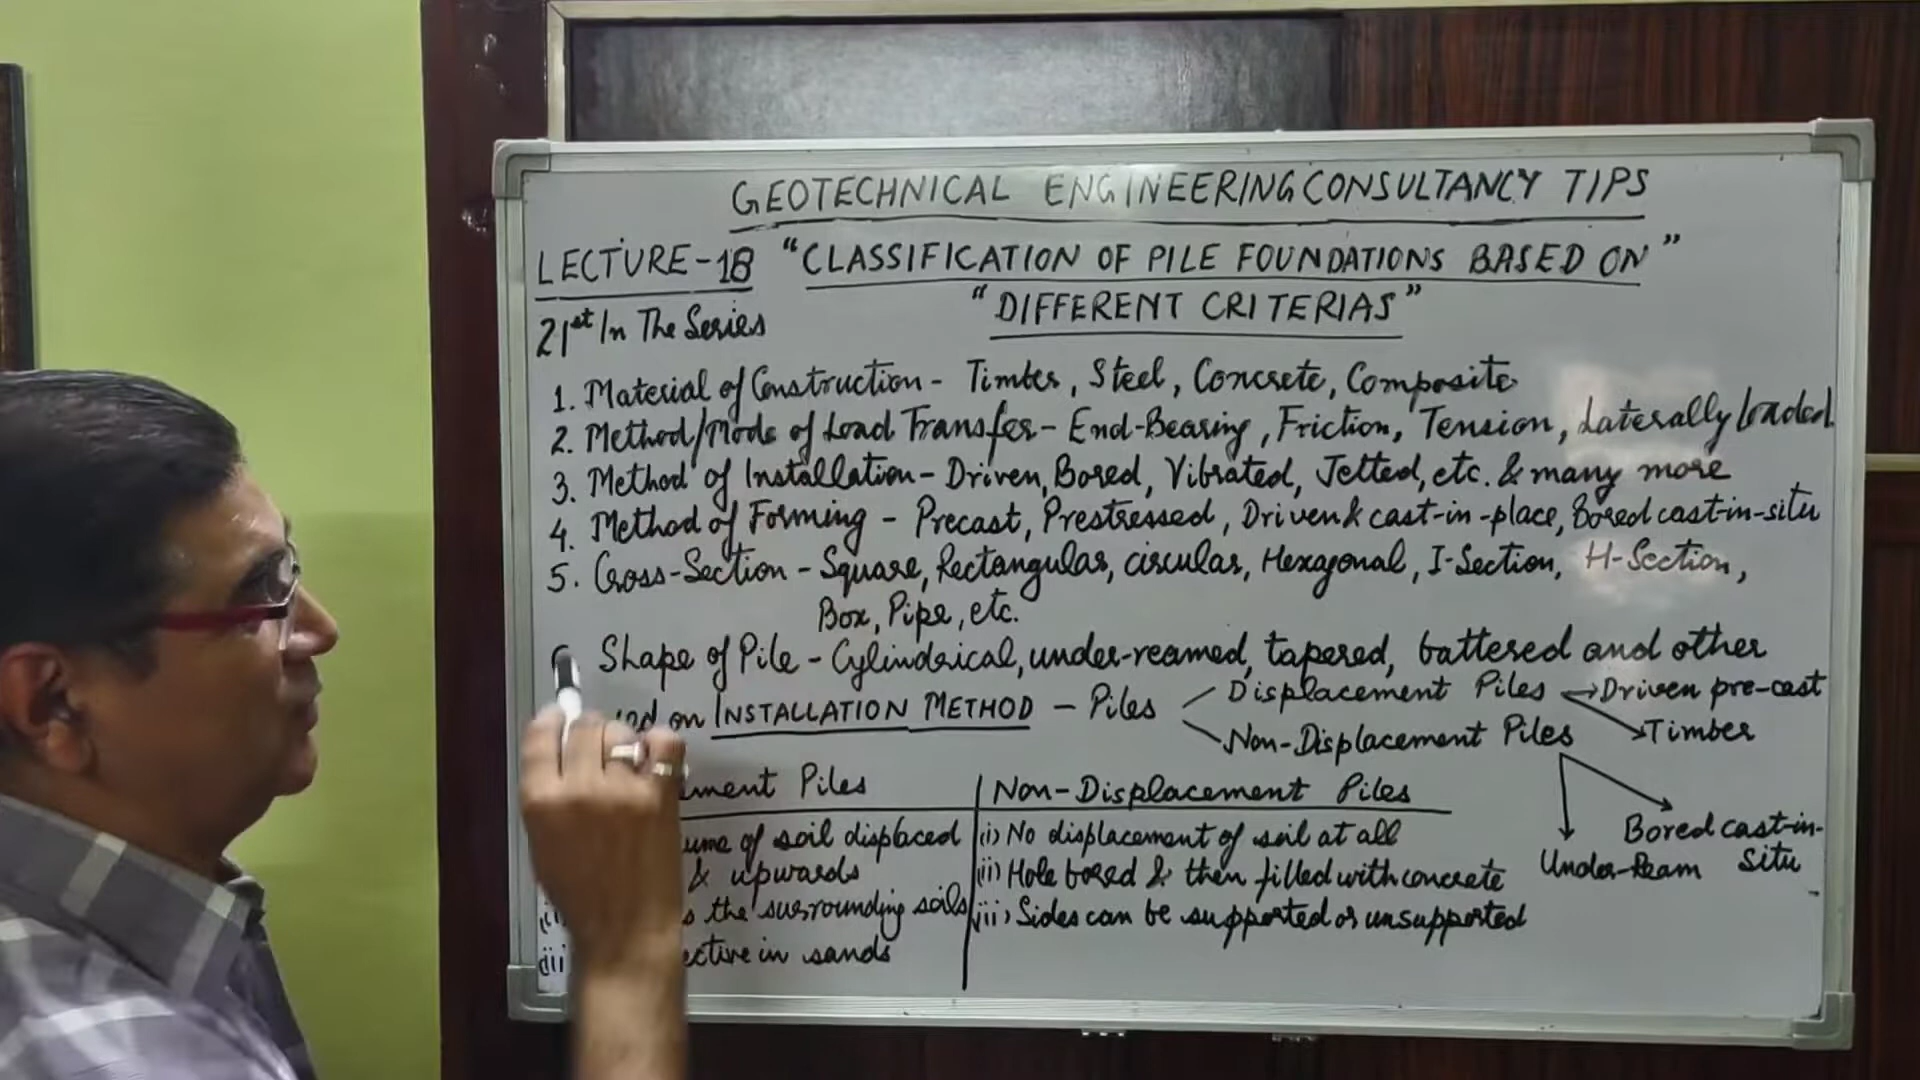 GEOTECHNICAL ENGINEERING CONSULTANCY TIPS
LECTURE-18 "CLASSIFICATION OF PILE FOUNDATIONS BASED ON"
"DIFFERENT CRITERIAS"
21st In The Series
1. Material of Construction - Timber, Steel, Concrete, Composite
2. Method/Mode of Load Transfer - End-Bearing, Friction, Tension, Laterally Loaded
3. Method of Installation - Driven, Bored, Vibrated, Jetted, etc. & many more
4. Method of Forming - Precast, Prestressed, Driven & cast-in-place, Bored cast-in-situ
5. Cross-Section - Square, Rectangular, circular, Hexagonal, I-Section, H-Section,
Box, Pipe, etc.
Shape of Pile - Cylindrical, under-reamed, tapered, battered and other
on INSTALLATION METHOD - Piles
Displacement Piles → Driven pre-cast
Timber
Non-Displacement Piles
Under-Ream
Bored cast-in-
situ
Piles
of soil displaced
& upwards
the surrounding soils
in sands
Non-Displacement Piles
(i) No displacement of soil at all
(ii) Hole bored & then filled with concrete
(iii) Sides can be supported or unsupported